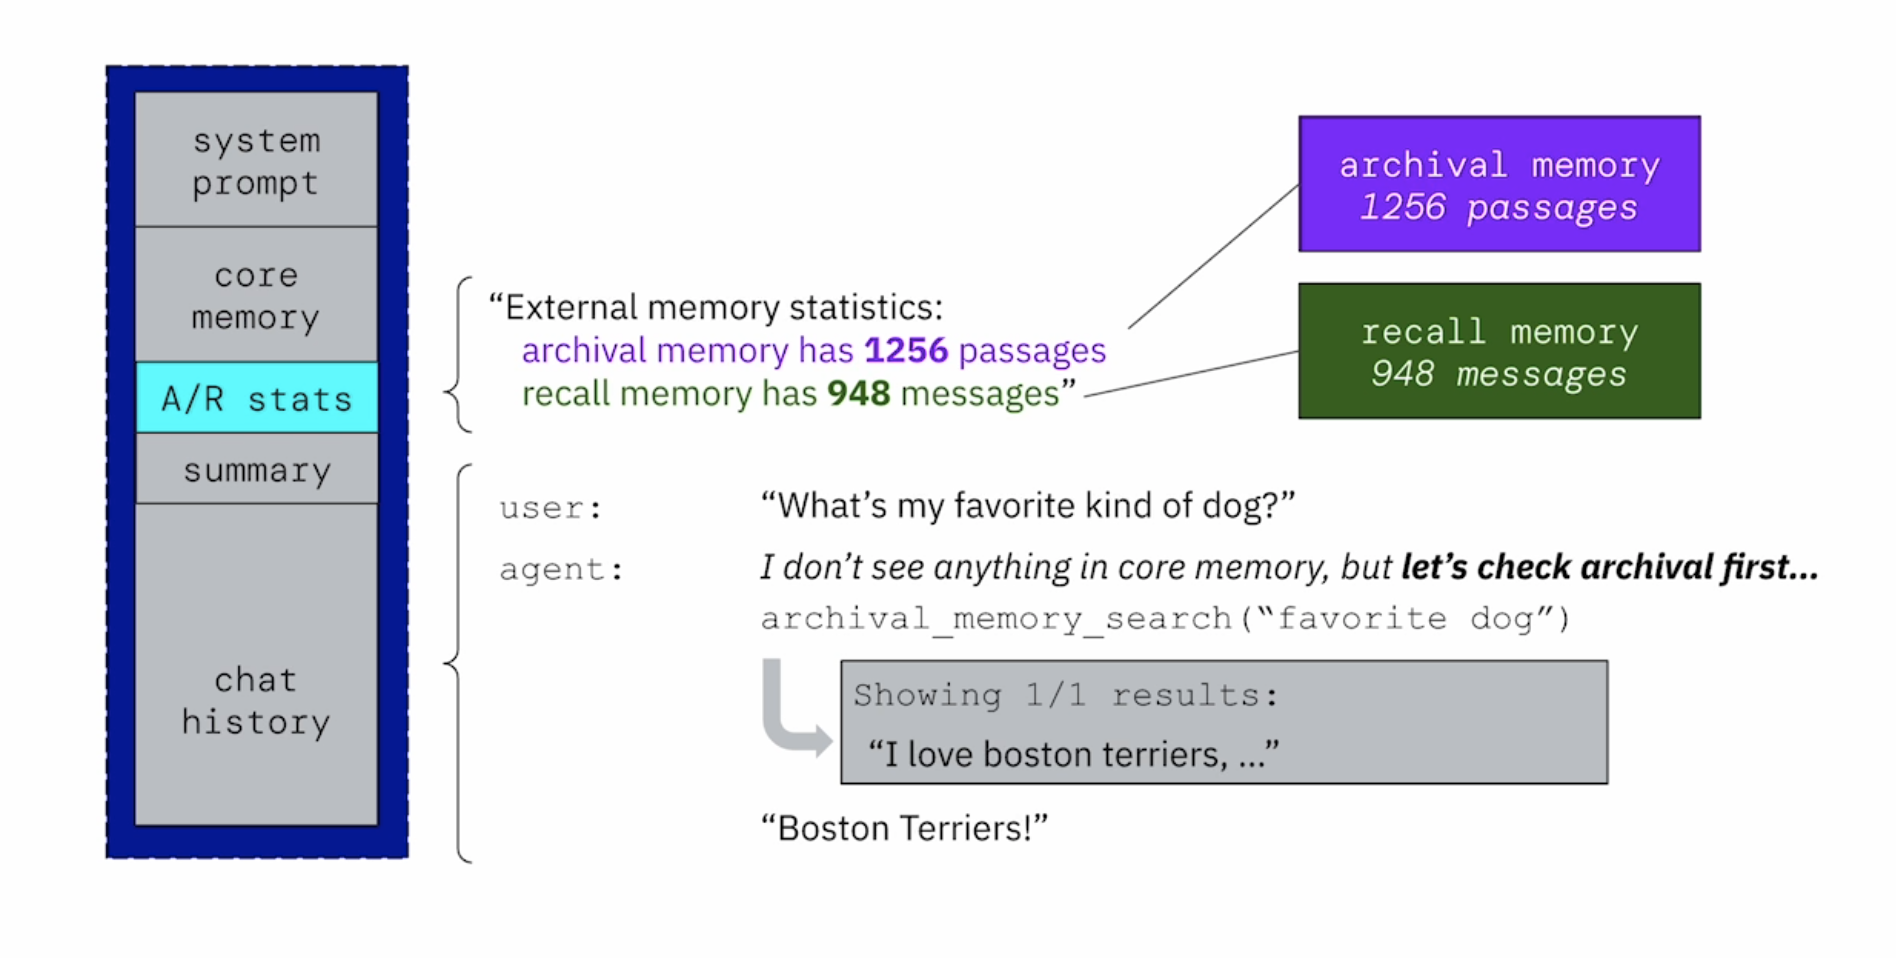 system
prompt
core
memory
A/R stats
summary
chat
history
“External memory statistics:
archival memory has 1256 passages
recall memory has 948 messages”
archival memory
1256 passages
recall memory
948 messages
user: “What’s my favorite kind of dog?”
agent: I don’t see anything in core memory, but let’s check archival first...
archival_memory_search(“favorite dog”)
Showing 1/1 results:
“I love boston terriers, ...”
“Boston Terriers!”